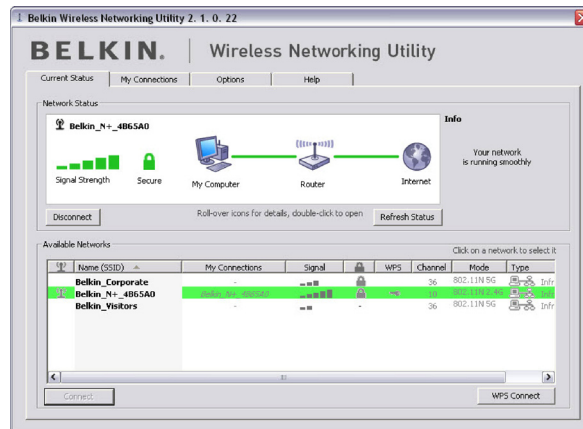 Belkin Wireless Networking Utility 2. 1. 0. 22
BELKIN. | Wireless Networking Utility
Current Status My Connections Options Help
Network Status
Belkin_N+_4B65A0
Info
Your network
is running smoothly
Signal Strength Secure My Computer Router Internet
Disconnect Roll-over icons for details, double-click to open Refresh Status
Available Networks
Click on a network to select it
Name (SSID) My Connections Signal WPS Channel Mode Type
Belkin_Corporate - 36 802.11N 5G Infr
Belkin_N+_4B65A0 Belkin_N+_4B65A0 10 802.11N 2.4G Infr
Belkin_Visitors - - 36 802.11N 5G Infr
Connect WPS Connect